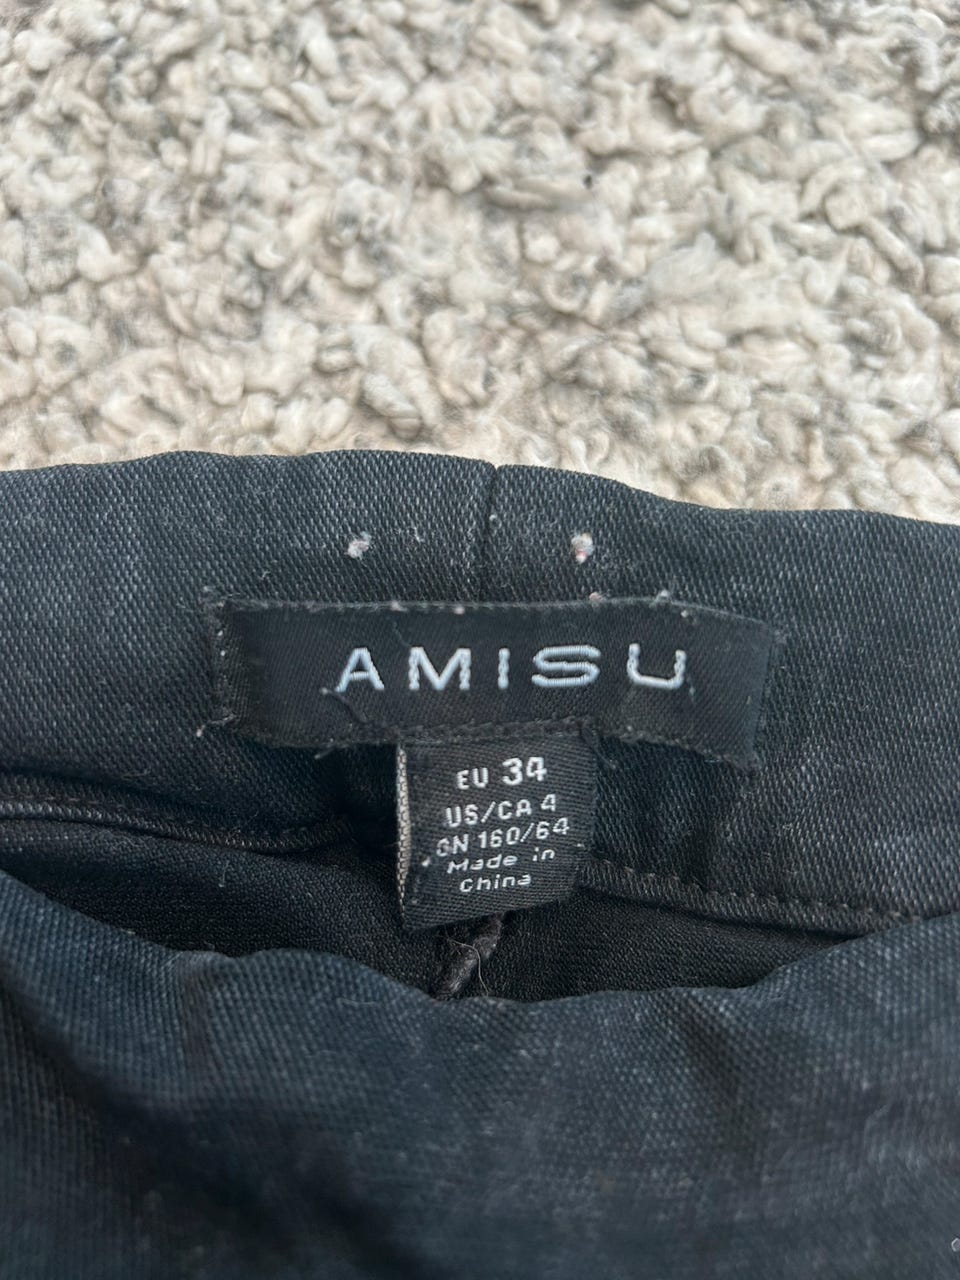 AMISU
EU 34
US/CA 4
CN 160/64
Made in
China